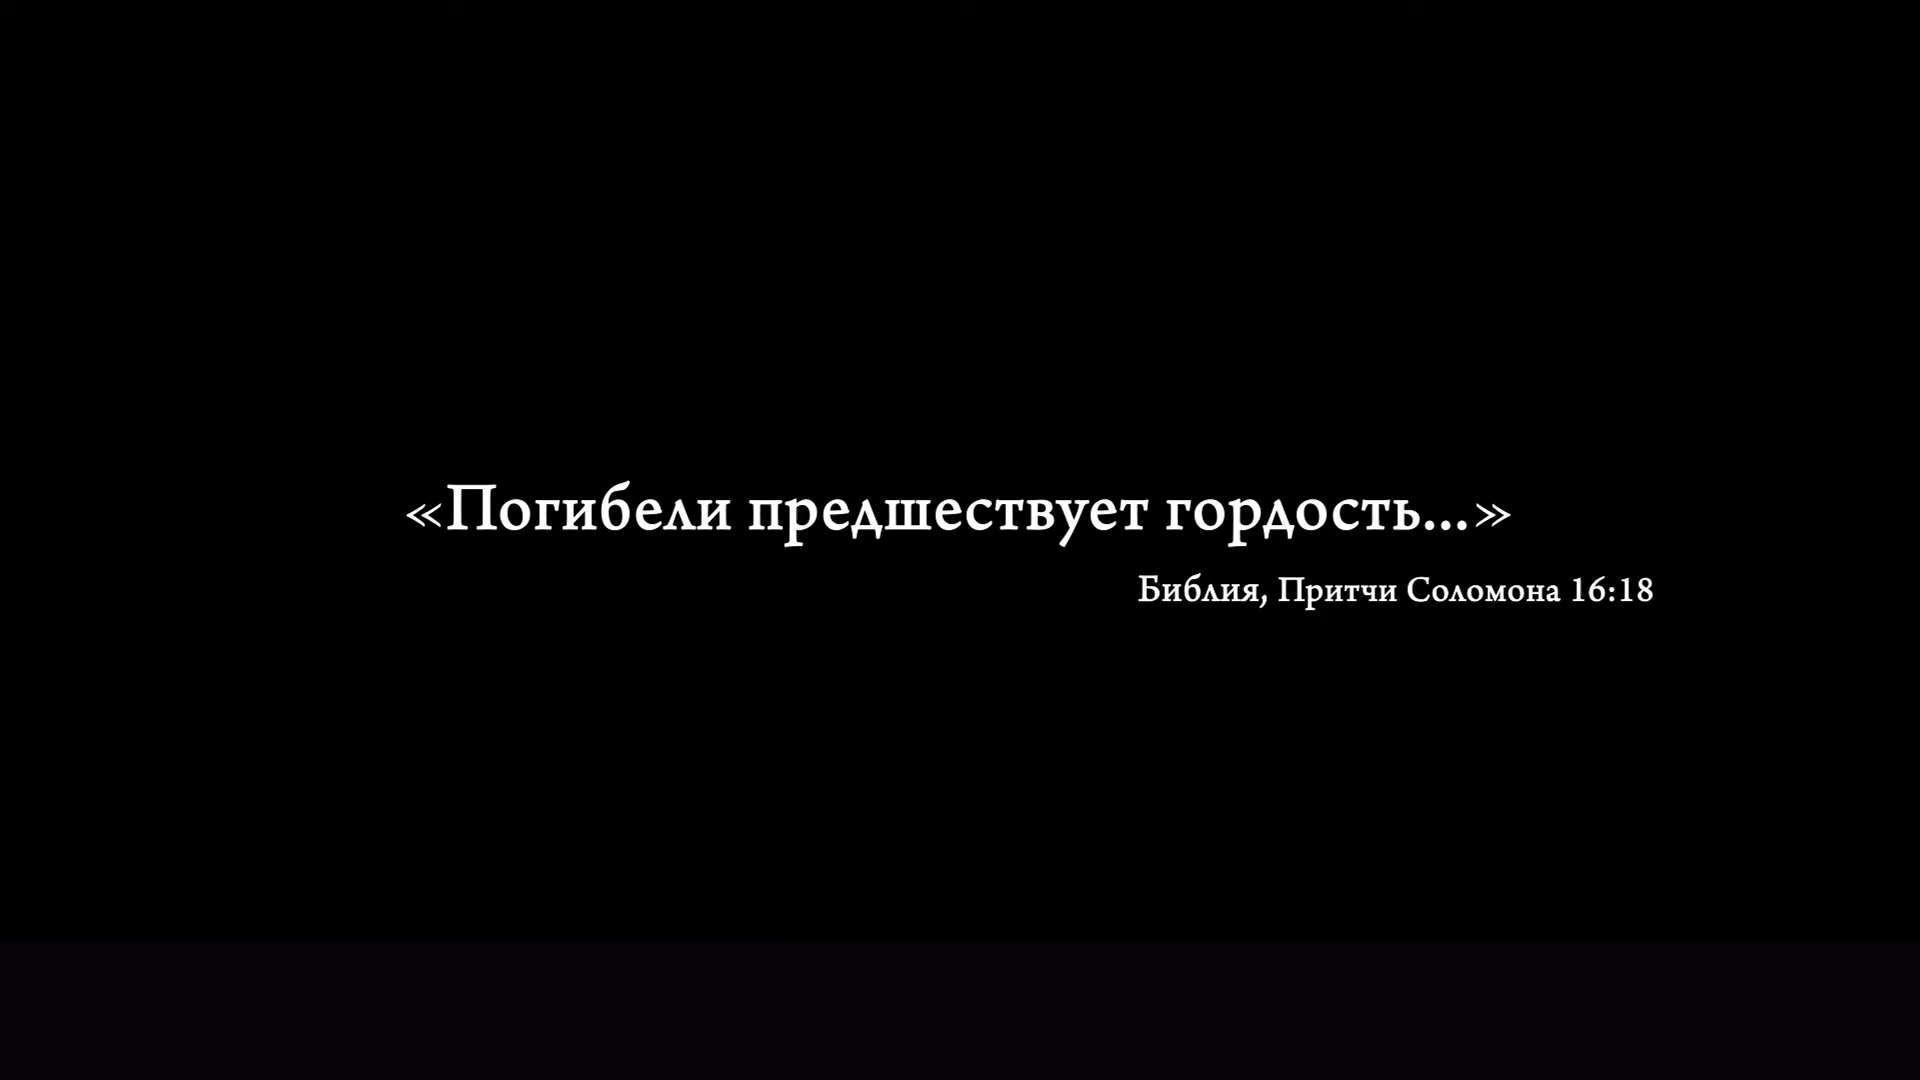 «Погибели предшествует гордость...»
Библия, Притчи Соломона 16:18